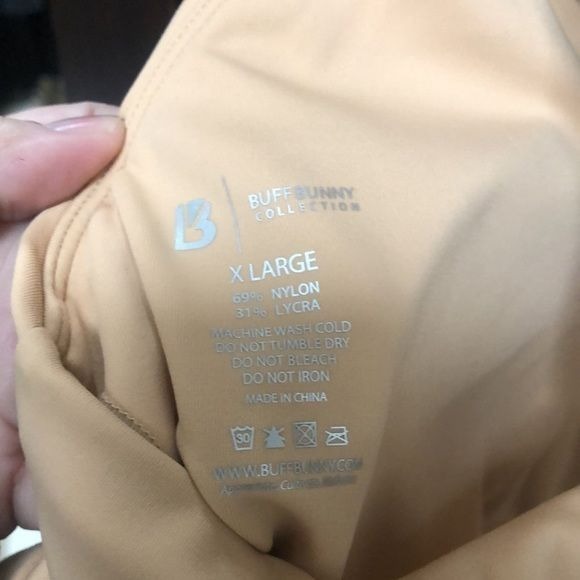 B
BUFFBUNNY
COLLECTION
X LARGE
69% NYLON
31% LYCRA
MACHINE WASH COLD
DO NOT TUMBLE DRY
DO NOT BLEACH
DO NOT IRON
MADE IN CHINA
30
WWW.BUFFBUNNY.COM